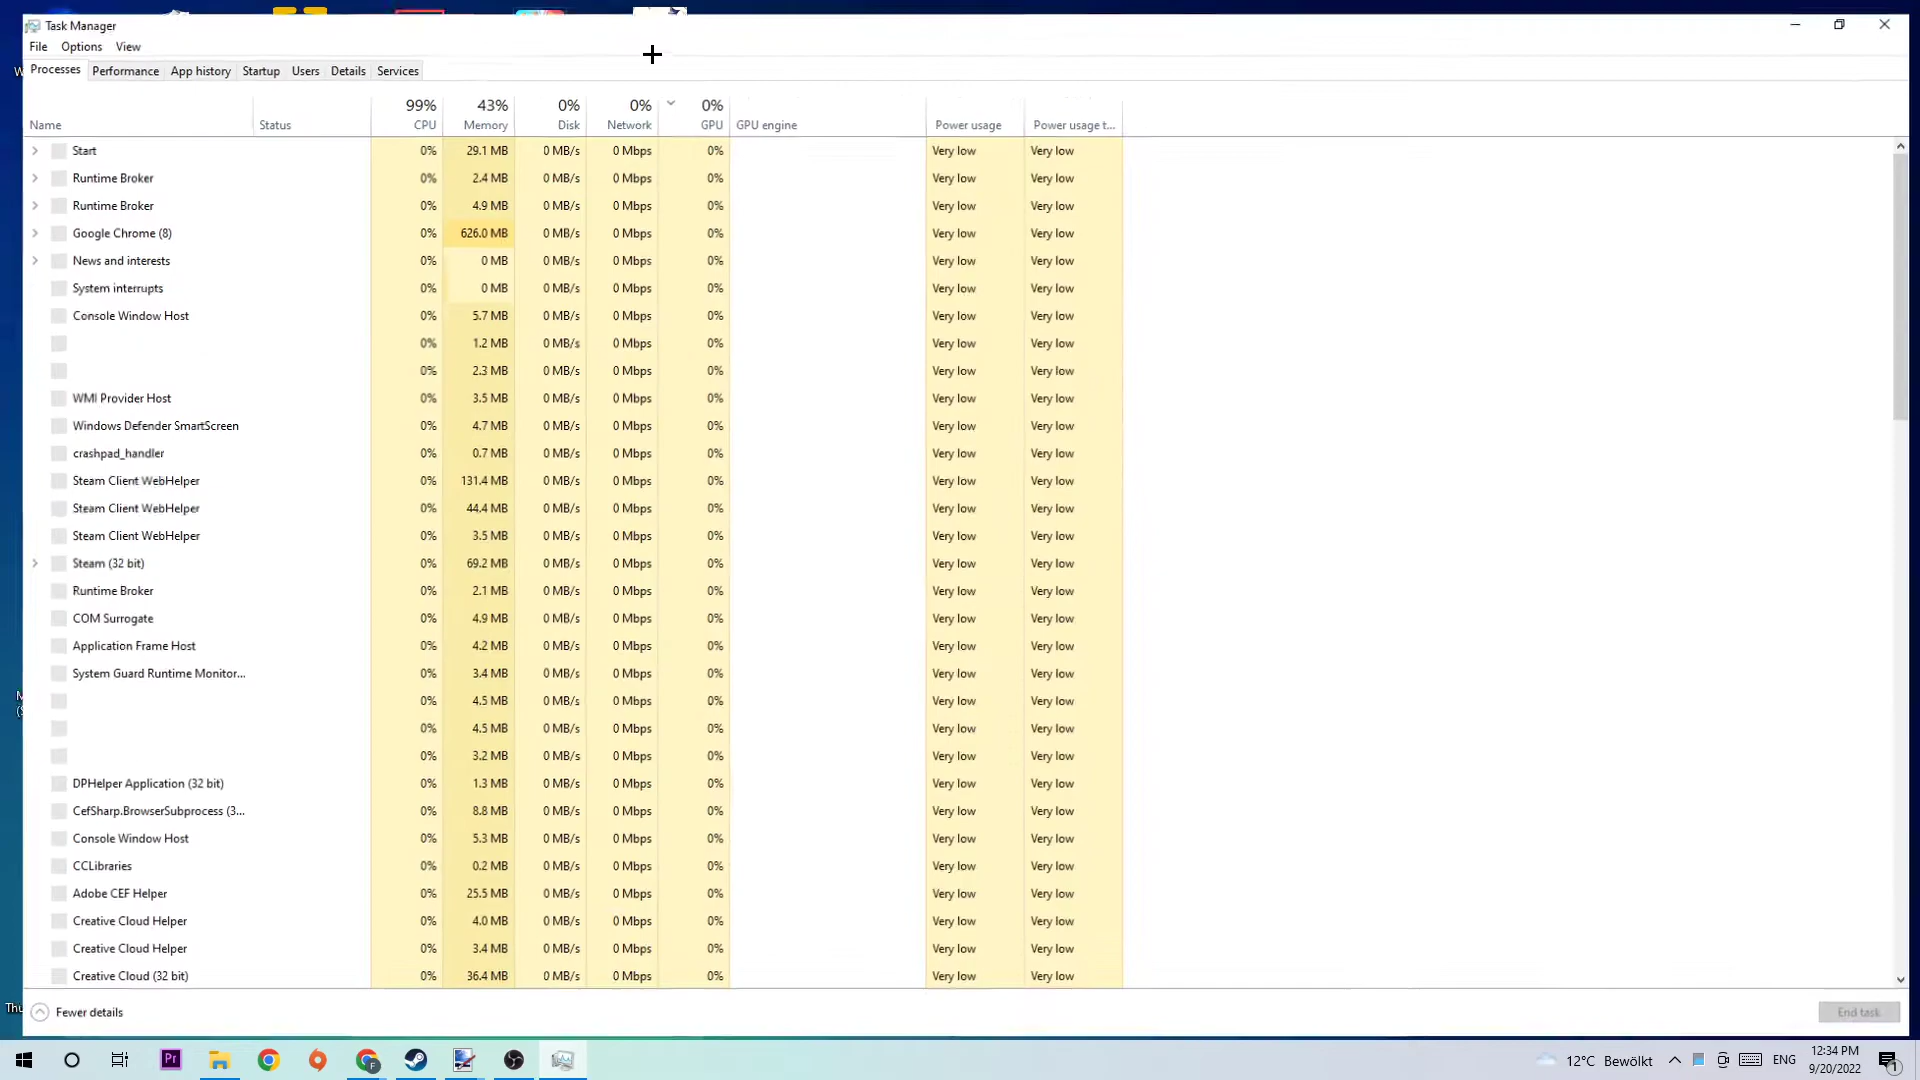 Task Manager
File Options View
Processes Performance App history Startup Users Details Services
99% 43% 0% 0% 0%
Name Status CPU Memory Disk Network GPU GPU engine Power usage Power usage t...
Start 0% 29.1 MB 0 MB/s 0 Mbps 0% Very low Very low
Runtime Broker 0% 2.4 MB 0 MB/s 0 Mbps 0% Very low Very low
Runtime Broker 0% 4.9 MB 0 MB/s 0 Mbps 0% Very low Very low
Google Chrome (8) 0% 626.0 MB 0 MB/s 0 Mbps 0% Very low Very low
News and interests 0% 0 MB 0 MB/s 0 Mbps 0% Very low Very low
System interrupts 0% 0 MB 0 MB/s 0 Mbps 0% Very low Very low
Console Window Host 0% 5.7 MB 0 MB/s 0 Mbps 0% Very low Very low
0% 1.2 MB 0 MB/s 0 Mbps 0% Very low Very low
0% 2.3 MB 0 MB/s 0 Mbps 0% Very low Very low
WMI Provider Host 0% 3.5 MB 0 MB/s 0 Mbps 0% Very low Very low
Windows Defender SmartScreen 0% 4.7 MB 0 MB/s 0 Mbps 0% Very low Very low
crashpad_handler 0% 0.7 MB 0 MB/s 0 Mbps 0% Very low Very low
Steam Client WebHelper 0% 131.4 MB 0 MB/s 0 Mbps 0% Very low Very low
Steam Client WebHelper 0% 44.4 MB 0 MB/s 0 Mbps 0% Very low Very low
Steam Client WebHelper 0% 3.5 MB 0 MB/s 0 Mbps 0% Very low Very low
Steam (32 bit) 0% 69.2 MB 0 MB/s 0 Mbps 0% Very low Very low
Runtime Broker 0% 2.1 MB 0 MB/s 0 Mbps 0% Very low Very low
COM Surrogate 0% 4.9 MB 0 MB/s 0 Mbps 0% Very low Very low
Application Frame Host 0% 4.2 MB 0 MB/s 0 Mbps 0% Very low Very low
System Guard Runtime Monitor... 0% 3.4 MB 0 MB/s 0 Mbps 0% Very low Very low
0% 4.5 MB 0 MB/s 0 Mbps 0% Very low Very low
0% 4.5 MB 0 MB/s 0 Mbps 0% Very low Very low
0% 3.2 MB 0 MB/s 0 Mbps 0% Very low Very low
DPHelper Application (32 bit) 0% 1.3 MB 0 MB/s 0 Mbps 0% Very low Very low
CefSharp.BrowserSubprocess (3... 0% 8.8 MB 0 MB/s 0 Mbps 0% Very low Very low
Console Window Host 0% 5.3 MB 0 MB/s 0 Mbps 0% Very low Very low
CCLibraries 0% 0.2 MB 0 MB/s 0 Mbps 0% Very low Very low
Adobe CEF Helper 0% 25.5 MB 0 MB/s 0 Mbps 0% Very low Very low
Creative Cloud Helper 0% 4.0 MB 0 MB/s 0 Mbps 0% Very low Very low
Creative Cloud Helper 0% 3.4 MB 0 MB/s 0 Mbps 0% Very low Very low
Creative Cloud (32 bit) 0% 36.4 MB 0 MB/s 0 Mbps 0% Very low Very low
Fewer details End task
Pr 12°C Bewölkt ENG 12:34 PM
9/20/2022 1